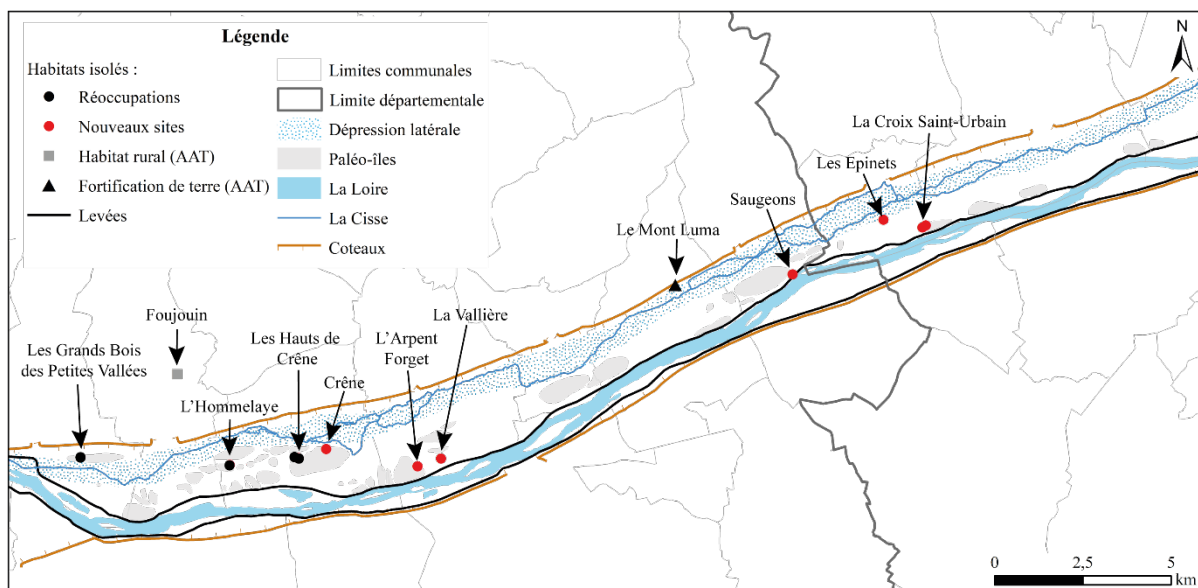 Légende
Habitats isolés :
Réoccupations
Nouveaux sites
Habitat rural (AAT)
Fortification de terre (AAT)
Levées
Limites communales
Limite départementale
Dépression latérale
Paléo-îles
La Loire
La Cisse
Coteaux
N
La Croix Saint-Urbain
Les Epinets
Saugeons
Le Mont Luma
La Vallière
L'Arpent
Forget
Foujouin
Les Hauts de
Crêne
Crêne
Les Grands Bois
des Petites Vallées
L'Hommelaye
0 2,5 5
km